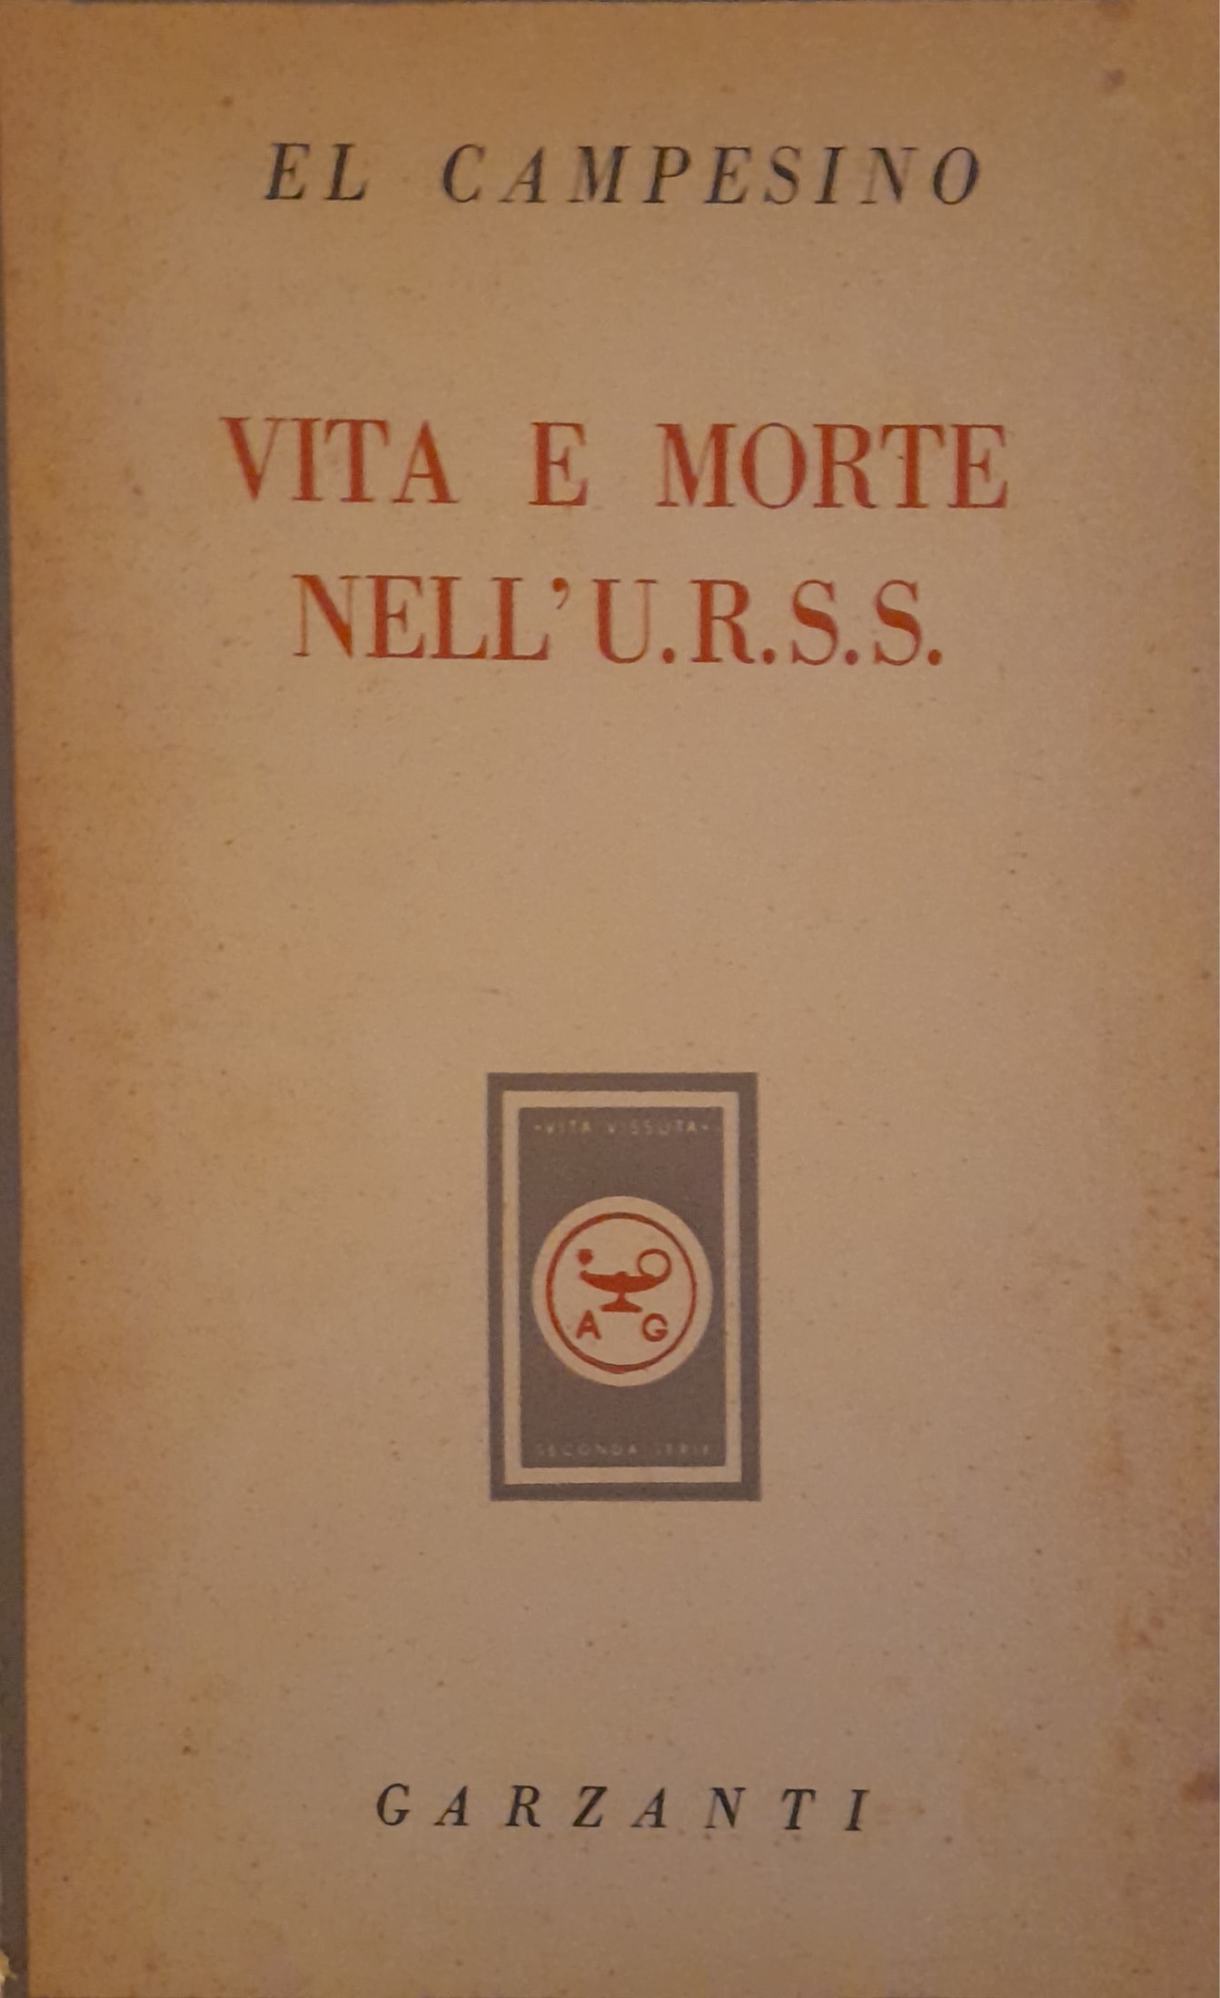 EL CAMPESINO
VITA E MORTE
NELL'U.R.S.S.
«VITA VISSUTA»
A G
SECONDA SERIE
GARZANTI